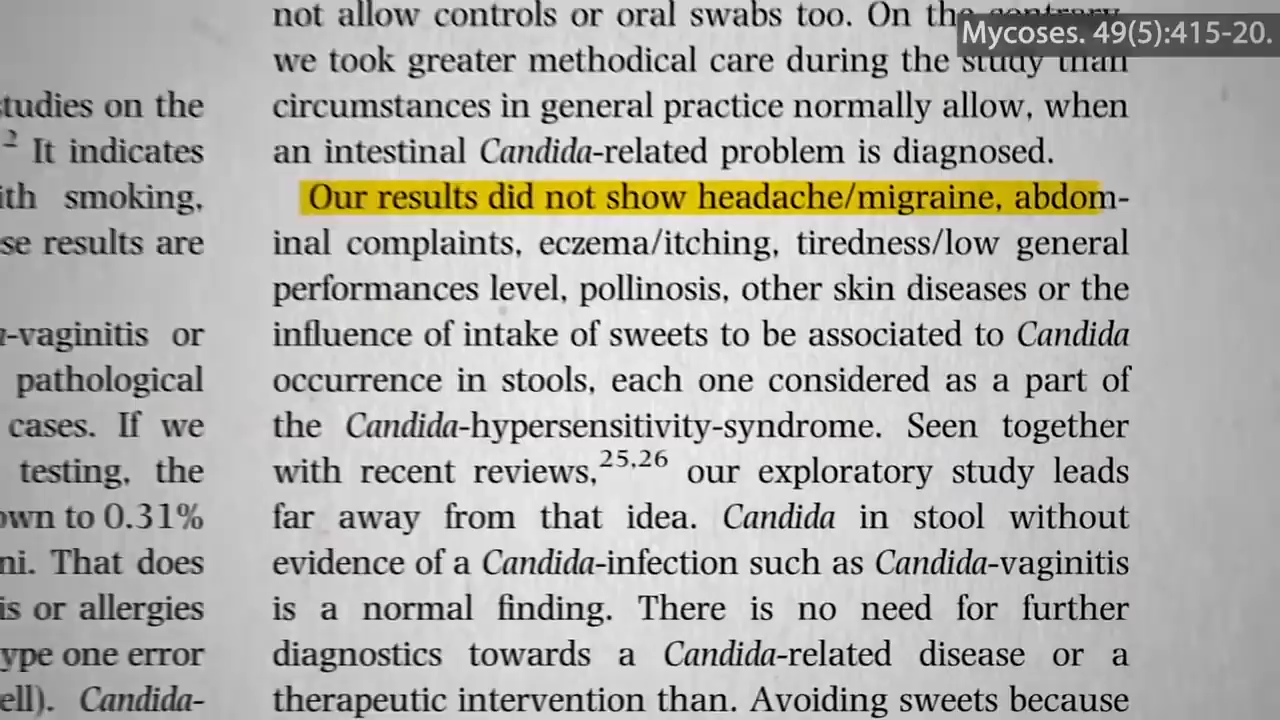 Mycoses. 49(5):415-20.
studies on the
2 It indicates
smoking,
results are
-vaginitis or
pathological
cases. If we
testing, the
to 0.31%
That does
is or allergies
type one error
Candida-
not allow controls or oral swabs too. On the contrary
we took greater methodical care during the study than
circumstances in general practice normally allow, when
an intestinal Candida-related problem is diagnosed.
Our results did not show headache/migraine, abdom-
inal complaints, eczema/itching, tiredness/low general
performances level, pollinosis, other skin diseases or the
influence of intake of sweets to be associated to Candida
occurrence in stools, each one considered as a part of
the Candida-hypersensitivity-syndrome. Seen together
with recent reviews,25,26 our exploratory study leads
far away from that idea. Candida in stool without
evidence of a Candida-infection such as Candida-vaginitis
is a normal finding. There is no need for further
diagnostics towards a Candida-related disease or a
therapeutic intervention than. Avoiding sweets because